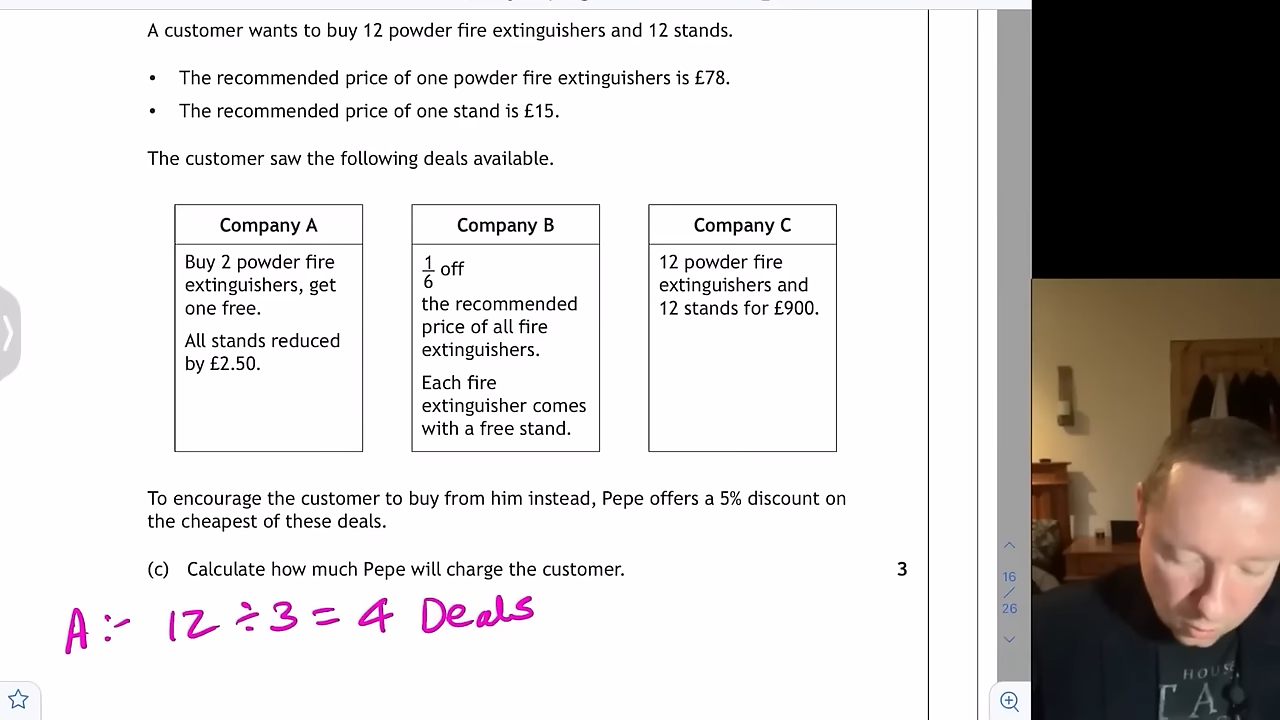 A customer wants to buy 12 powder fire extinguishers and 12 stands.
• The recommended price of one powder fire extinguishers is £78.
• The recommended price of one stand is £15.
The customer saw the following deals available.
Company A
Buy 2 powder fire
extinguishers, get
one free.
All stands reduced
by £2.50.
Company B
1/6 off
the recommended
price of all fire
extinguishers.
Each fire
extinguisher comes
with a free stand.
Company C
12 powder fire
extinguishers and
12 stands for £900.
To encourage the customer to buy from him instead, Pepe offers a 5% discount on
the cheapest of these deals.
(c) Calculate how much Pepe will charge the customer. 3
A:- 12 ÷ 3 = 4 Deals
16
/
26
HOUSE